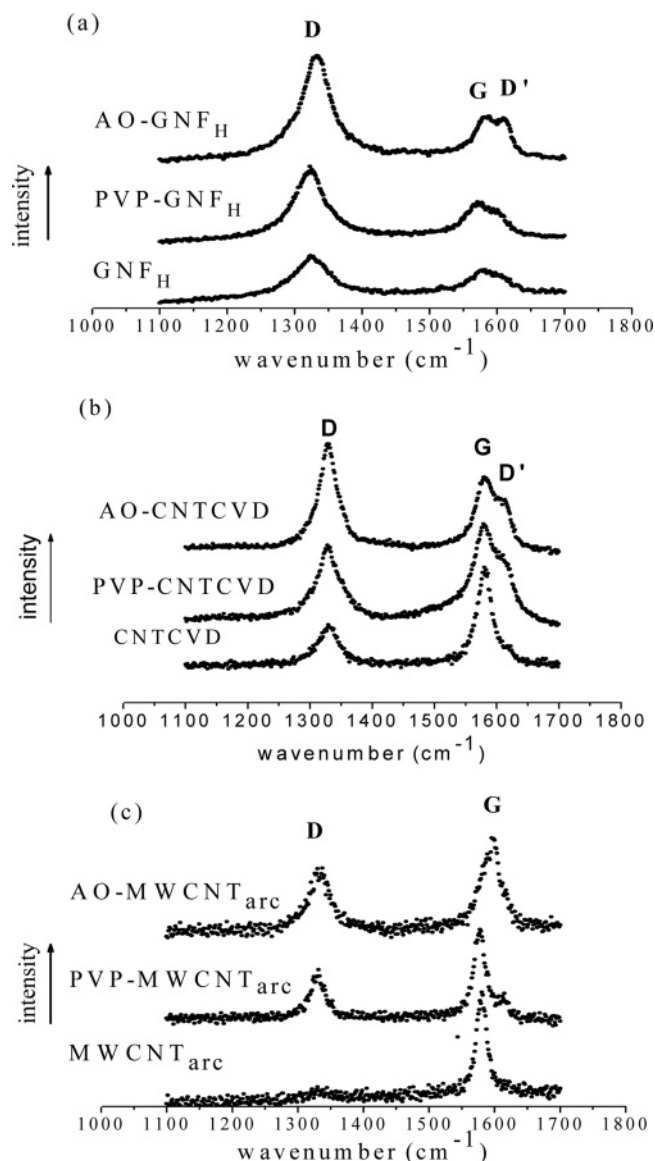 (a)
D
G D'
AO-GNF_H
PVP-GNF_H
GNF_H
intensity
1000 1100 1200 1300 1400 1500 1600 1700 1800
wavenumber (cm⁻¹)
(b)
D
G
D'
AO-CNTCVD
PVP-CNTCVD
CNTCVD
intensity
1000 1100 1200 1300 1400 1500 1600 1700 1800
wavenumber (cm⁻¹)
(c)
D
G
AO-MWCNT_arc
PVP-MWCNT_arc
MWCNT_arc
intensity
1000 1100 1200 1300 1400 1500 1600 1700 1800
wavenumber (cm⁻¹)